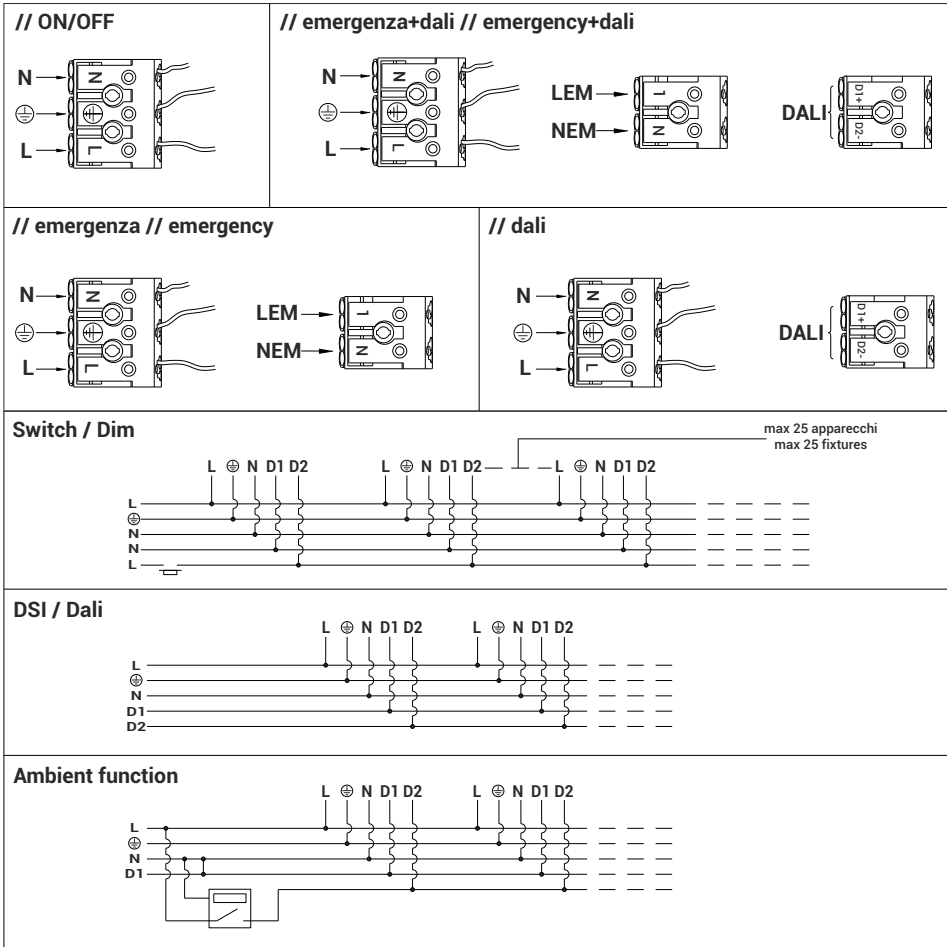 // ON/OFF
N
⏚
L
N
⏚
L
// emergenza+dali // emergency+dali
N
⏚
L
N
⏚
L
LEM
NEM
1
N
DALI
D1+
D2-
// emergenza // emergency
N
⏚
L
N
⏚
L
LEM
NEM
1
N
// dali
N
⏚
L
N
⏚
L
DALI
D1+
D2-
Switch / Dim
max 25 apparecchi
max 25 fixtures
L ⏚ N D1 D2 L ⏚ N D1 D2 L ⏚ N D1 D2
L
⏚
N
N
L
DSI / Dali
L ⏚ N D1 D2 L ⏚ N D1 D2
L
⏚
N
D1
D2
Ambient function
L ⏚ N D1 D2 L ⏚ N D1 D2
L
⏚
N
D1